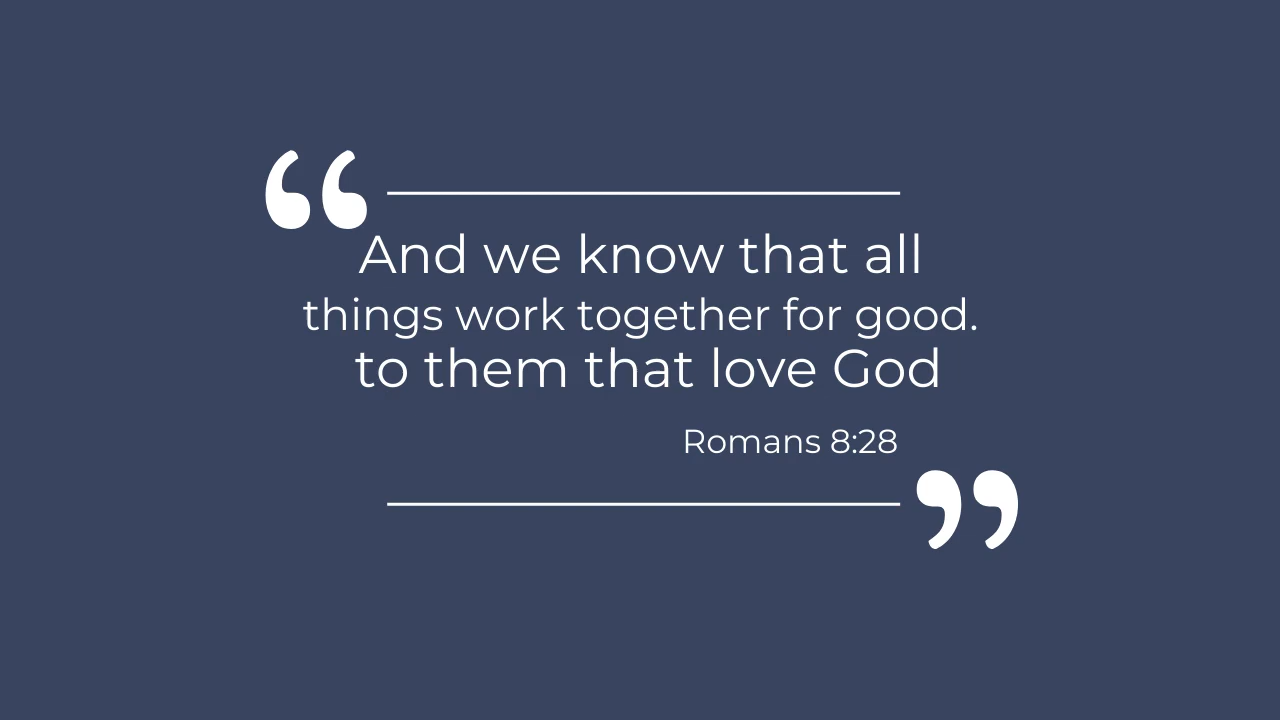 “
And we know that all
things work together for good.
to them that love God
Romans 8:28
”